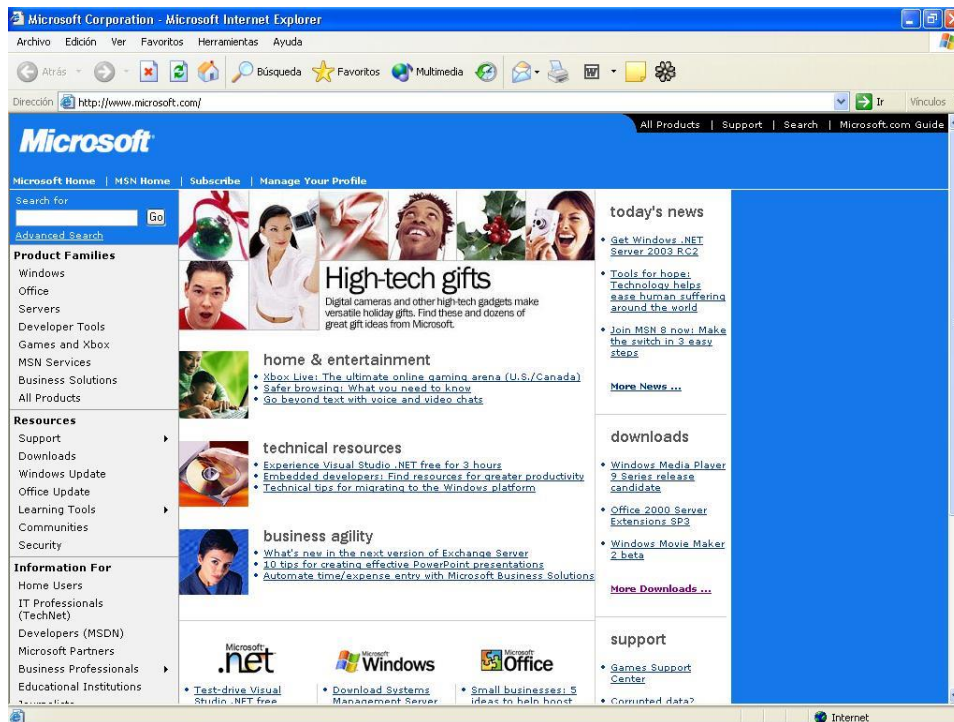 Microsoft Corporation - Microsoft Internet Explorer
Archivo Edición Ver Favoritos Herramientas Ayuda
Atrás Búsqueda Favoritos Multimedia
Dirección http://www.microsoft.com/ Ir Vínculos
All Products | Support | Search | Microsoft.com Guide
Microsoft
Microsoft Home | MSN Home | Subscribe | Manage Your Profile
Search for
Go
Advanced Search
Product Families
Windows
Office
Servers
Developer Tools
Games and Xbox
MSN Services
Business Solutions
All Products
Resources
Support
Downloads
Windows Update
Office Update
Learning Tools
Communities
Security
Information For
Home Users
IT Professionals
(TechNet)
Developers (MSDN)
Microsoft Partners
Business Professionals
Educational Institutions
Journalists
High-tech gifts
Digital cameras and other high-tech gadgets make
versatile holiday gifts. Find these and dozens of
great gift ideas from Microsoft.
home & entertainment
• Xbox Live: The ultimate online gaming arena (U.S./Canada)
• Safer browsing: What you need to know
• Go beyond text with voice and video chats
technical resources
• Experience Visual Studio .NET free for 3 hours
• Embedded developers: Find resources for greater productivity
• Technical tips for migrating to the Windows platform
business agility
• What's new in the next version of Exchange Server
• 10 tips for creating effective PowerPoint presentations
• Automate time/expense entry with Microsoft Business Solutions
Microsoft
.net
• Test-drive Visual
Studio .NET free
Microsoft
Windows
• Download Systems
Management Server
Microsoft
Office
• Small businesses: 5
ideas to help boost
today's news
• Get Windows .NET
Server 2003 RC2
• Tools for hope:
Technology helps
ease human suffering
around the world
• Join MSN 8 now: Make
the switch in 3 easy
steps
More News ...
downloads
• Windows Media Player
9 Series release
candidate
• Office 2000 Server
Extensions SP3
• Windows Movie Maker
2 beta
More Downloads ...
support
• Games Support
Center
• Corrupted data?
Internet